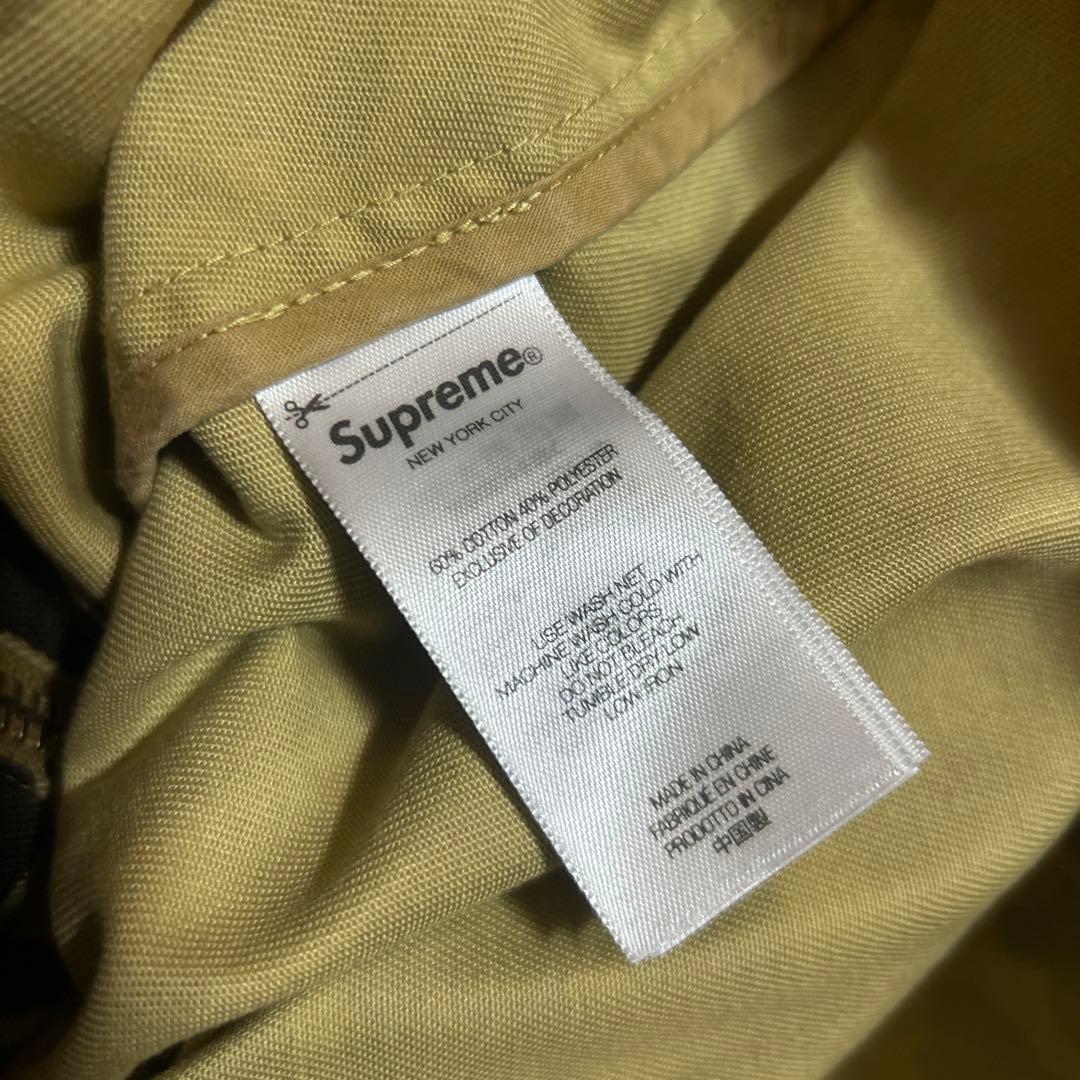 Supreme®
NEW YORK CITY
60% COTTON 40% POLYESTER
EXCLUSIVE OF DECORATION
USE WASH NET
MACHINE WASH COLD WITH
LIKE COLORS
DO NOT BLEACH
TUMBLE DRY LOW
LOW IRON
MADE IN CHINA
FABRIQUE EN CHINE
PRODOTTO IN CINA
中国製